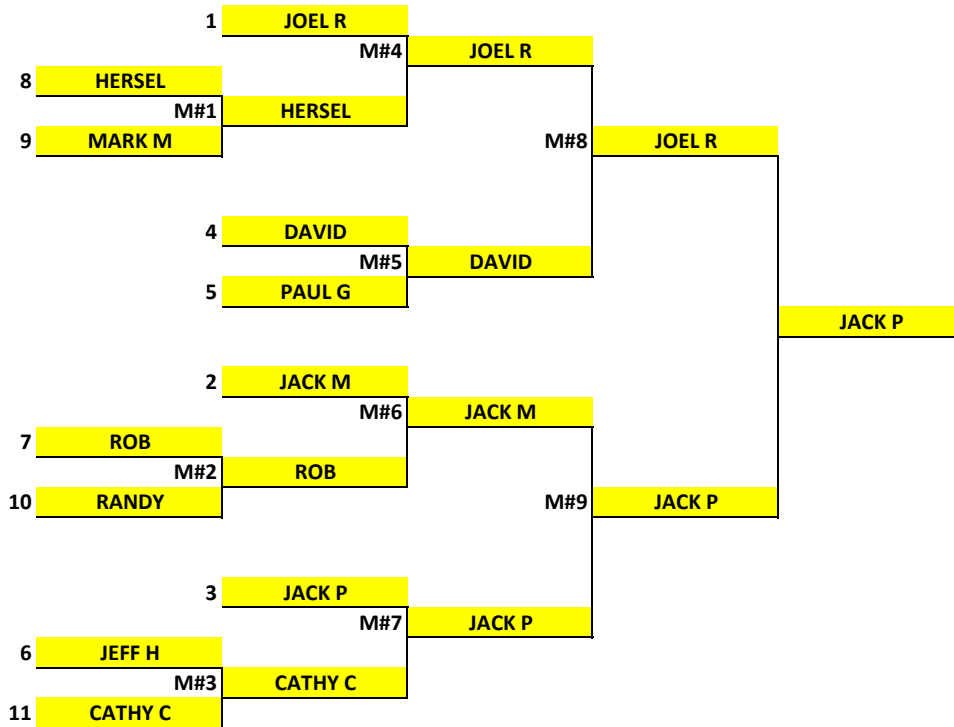 1 JOEL R
M#4 JOEL R
8 HERSEL
M#1 HERSEL
9 MARK M M#8 JOEL R
4 DAVID
M#5 DAVID
5 PAUL G
JACK P
2 JACK M
M#6 JACK M
7 ROB
M#2 ROB
10 RANDY M#9 JACK P
3 JACK P
M#7 JACK P
6 JEFF H
M#3 CATHY C
11 CATHY C